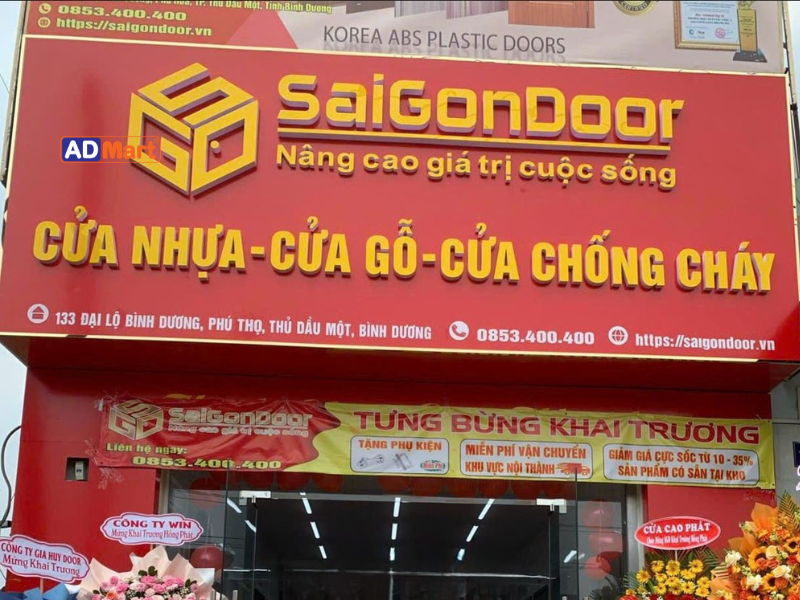 0853.400.400
https://saigondoor.vn
KOREA ABS PLASTIC DOORS
SGD
AD Mart
SaiGonDoor
Nâng cao giá trị cuộc sống
CỬA NHỰA-CỬA GỖ-CỬA CHỐNG CHÁY
133 ĐẠI LỘ BÌNH DƯƠNG, PHÚ THỌ, THỦ DẦU MỘT, BÌNH DƯƠNG 0853.400.400 https://saigondoor.vn
SaiGonDoor
Nâng cao giá trị cuộc sống
Liên hệ ngay:
0853.400.400
TƯNG BỪNG KHAI TRƯƠNG
TẶNG PHỤ KIỆN
MIỄN PHÍ VẬN CHUYỂN
KHU VỰC NỘI THÀNH
GIẢM GIÁ CỰC SỐC TỪ 10 - 35%
SẢN PHẨM CÓ SẴN TẠI KHO
CÔNG TY WIN
Mừng Khai Trương Hồng Phát
CÔNG TY GIA HUY DOOR
Mừng Khai Trương
CỬA CAO PHÁT